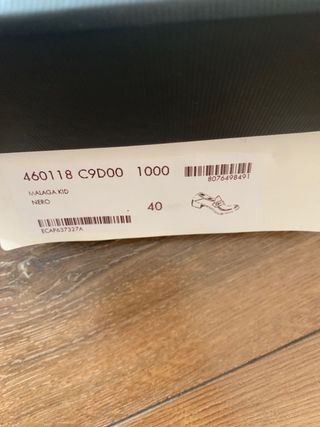 460118 C9D00 1000
8076498491
MALAGA KID
NERO
40
ECAP637327A